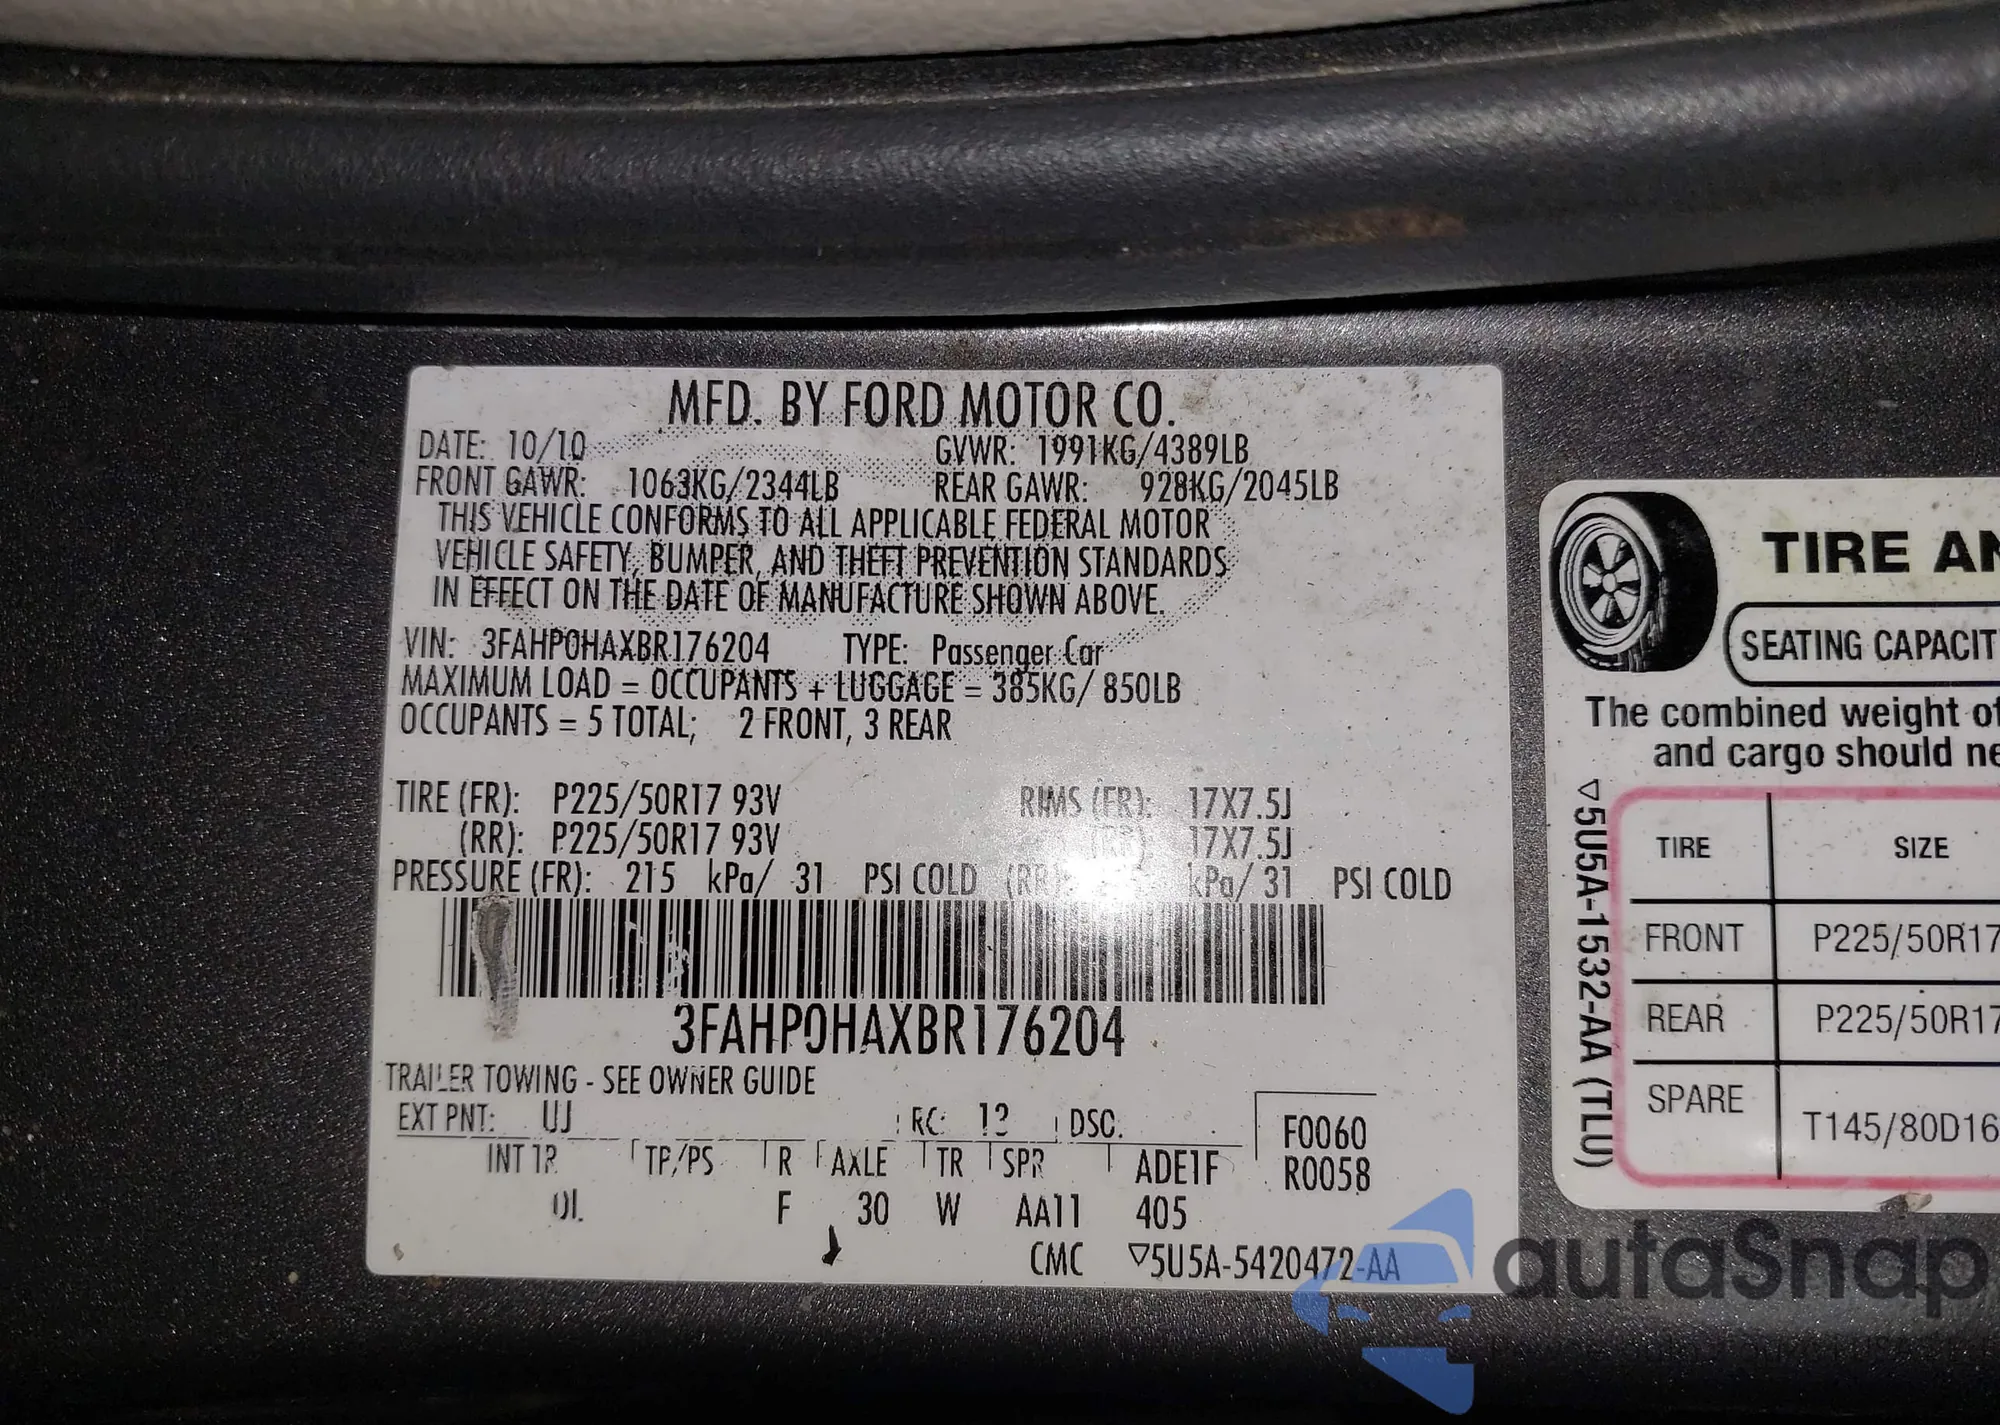 MFD. BY FORD MOTOR CO.
DATE: 10/10 GVWR: 1991KG/4389LB
FRONT GAWR: 1063KG/2344LB REAR GAWR: 928KG/2045LB
THIS VEHICLE CONFORMS TO ALL APPLICABLE FEDERAL MOTOR
VEHICLE SAFETY, BUMPER, AND THEFT PREVENTION STANDARDS
IN EFFECT ON THE DATE OF MANUFACTURE SHOWN ABOVE.
VIN: 3FAHP0HAXBR176204 TYPE: Passenger Car
MAXIMUM LOAD = OCCUPANTS + LUGGAGE = 385KG/ 850LB
OCCUPANTS = 5 TOTAL; 2 FRONT, 3 REAR
TIRE (FR): P225/50R17 93V RIMS (FR): 17X7.5J
(RR): P225/50R17 93V (RR): 17X7.5J
PRESSURE (FR): 215 kPa/ 31 PSI COLD (RR): kPa/ 31 PSI COLD
3FAHP0HAXBR176204
TRAILER TOWING - SEE OWNER GUIDE
EXT PNT: UJ RC: 12 DSO:
INT TR TP/PS R AXLE TR SPR ADE1F
F 30 W AA11 405
F0060
R0058
CMC ▽5U5A-5420472-AA
TIRE AN
SEATING CAPACIT
The combined weight of
and cargo should ne
▽5U5A-1532-AA (TLU)
TIRE SIZE
FRONT P225/50R17
REAR P225/50R17
SPARE T145/80D16
autaSnap